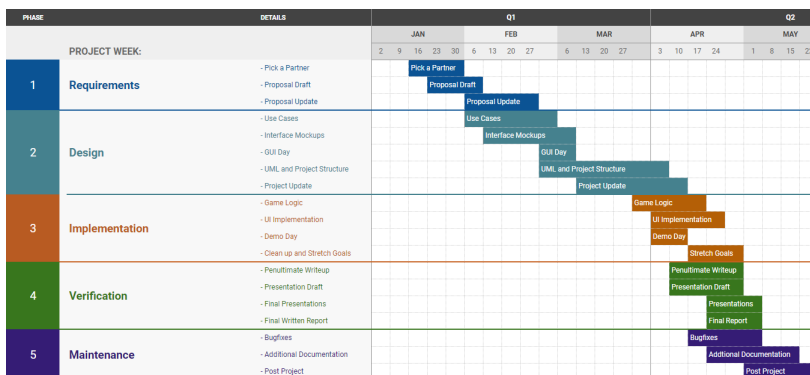 PHASE DETAILS Q1 Q2
JAN FEB MAR APR MAY
PROJECT WEEK: 2 9 16 23 30 6 13 20 27 6 13 20 27 3 10 17 24 1 8 15
1 Requirements
- Pick a Partner Pick a Partner
- Proposal Draft Proposal Draft
- Proposal Update Proposal Update
2 Design
- Use Cases Use Cases
- Interface Mockups Interface Mockups
- GUI Day GUI Day
- UML and Project Structure UML and Project Structure
- Project Update Project Update
3 Implementation
- Game Logic Game Logic
- UI Implementation UI Implementation
- Demo Day Demo Day
- Clean up and Stretch Goals Stretch Goals
4 Verification
- Penultimate Writeup Penultimate Writeup
- Presentation Draft Presentation Draft
- Final Presentations Presentations
- Final Written Report Final Report
5 Maintenance
- Bugfixes Bugfixes
- Addtional Documentation Addtional Documentation
- Post Project Post Project